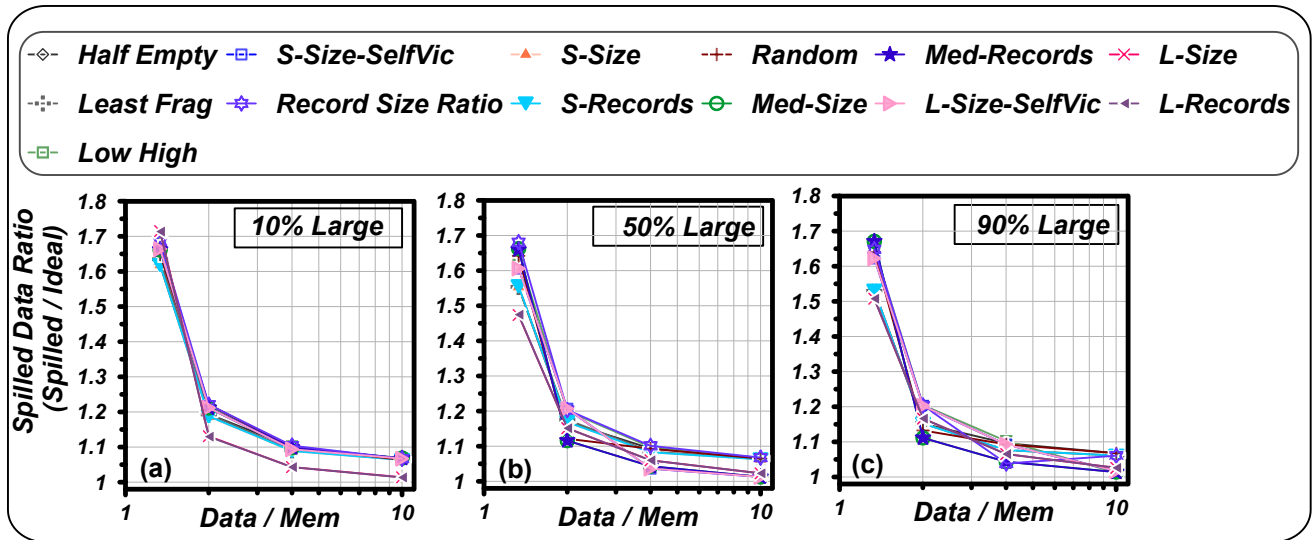 Half Empty S-Size-SelfVic S-Size Random Med-Records L-Size
Least Frag Record Size Ratio S-Records Med-Size L-Size-SelfVic L-Records
Low High
Spilled Data Ratio
(Spilled / Ideal)
1.8
1.7
1.6
1.5
1.4
1.3
1.2
1.1
1
10% Large
(a)
1 10
Data / Mem
1.8
1.7
1.6
1.5
1.4
1.3
1.2
1.1
1
50% Large
(b)
1 10
Data / Mem
1.8
1.7
1.6
1.5
1.4
1.3
1.2
1.1
1
90% Large
(c)
1 10
Data / Mem